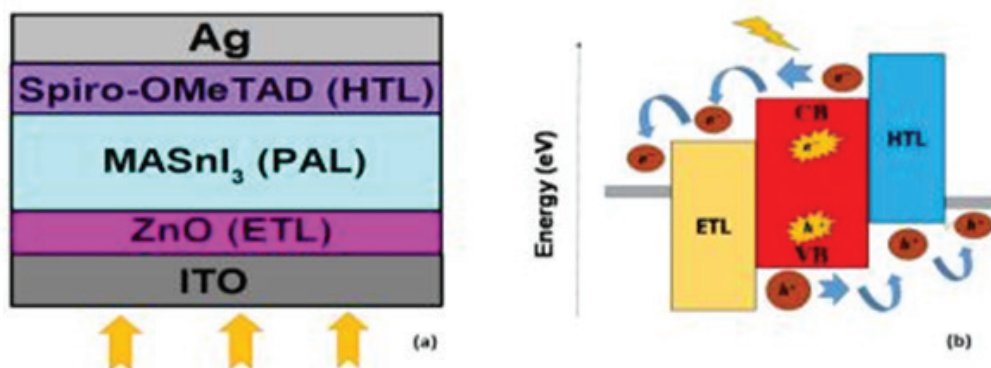 Ag
Spiro-OMeTAD (HTL)
MASnI₃ (PAL)
ZnO (ETL)
ITO
(a)
Energy (eV)
e⁻
e⁻
e⁻
CB
e⁻
HTL
ETL
h⁺
VB
h⁺
h⁺
h⁺
(b)